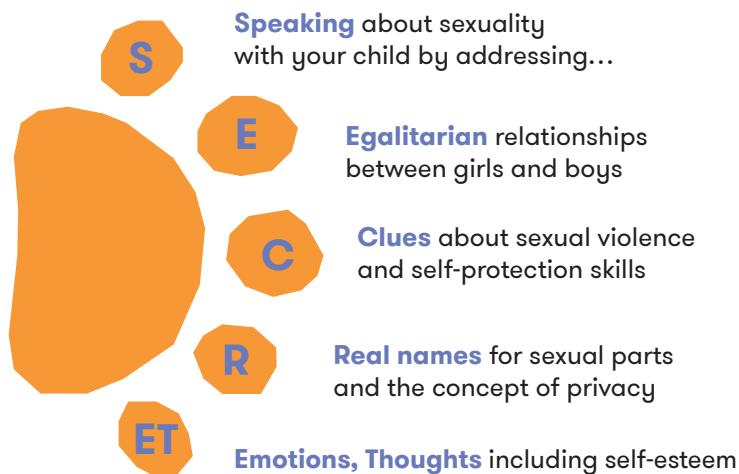 S
Speaking about sexuality
with your child by addressing...
E
Egalitarian relationships
between girls and boys
C
Clues about sexual violence
and self-protection skills
R
Real names for sexual parts
and the concept of privacy
ET
Emotions, Thoughts including self-esteem